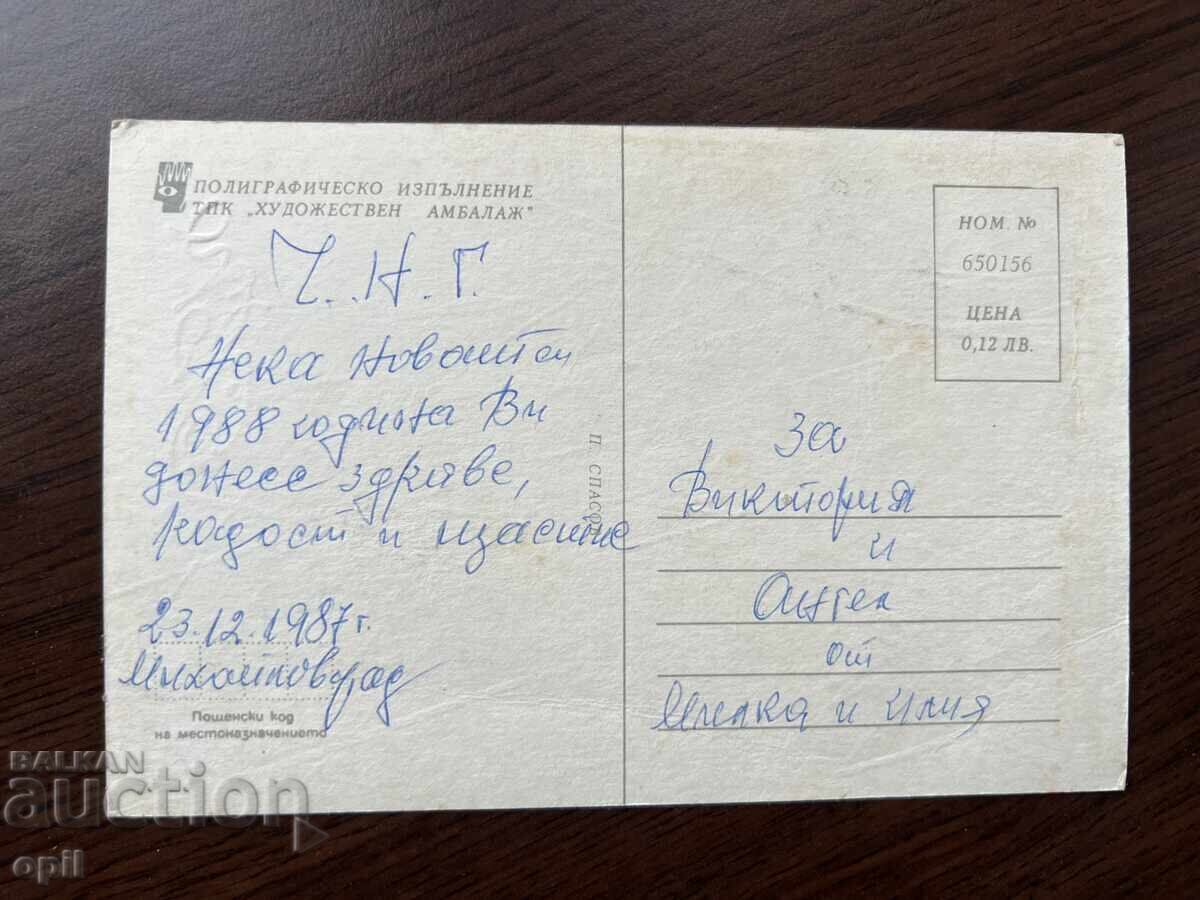 ПОЛИГРАФИЧЕСКО ИЗПЪЛНЕНИЕ
ТПК „ХУДОЖЕСТВЕН АМБАЛАЖ"
Ч.Н.Г.
Нека новата
1988 година Ви
донесе здраве,
радост и щастие
23.12.1987 г.
Михайловград
Пощенски код
на местоназначението
П. СПАСОВ
НОМ. №
650156
ЦЕНА
0,12 ЛВ.
За
Виктория
и
Ангел
от
Милка и Илия
BALKAN
auction
opil